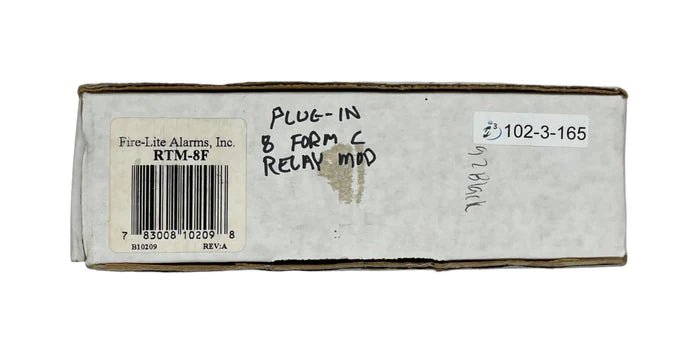 Fire-Lite Alarms, Inc.
RTM-8F
7 83008 10209 8
B10209 REV:A
PLUG-IN
8 FORM C
RELAY MOD
i3 102-3-165